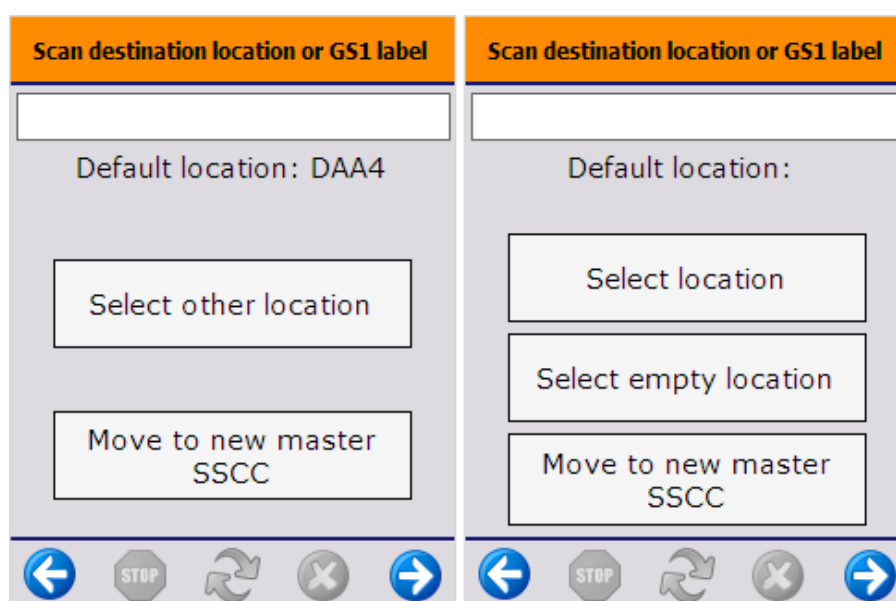 Scan destination location or GS1 label
Default location: DAA4
Select other location
Move to new master
SSCC
STOP
Scan destination location or GS1 label
Default location:
Select location
Select empty location
Move to new master
SSCC
STOP